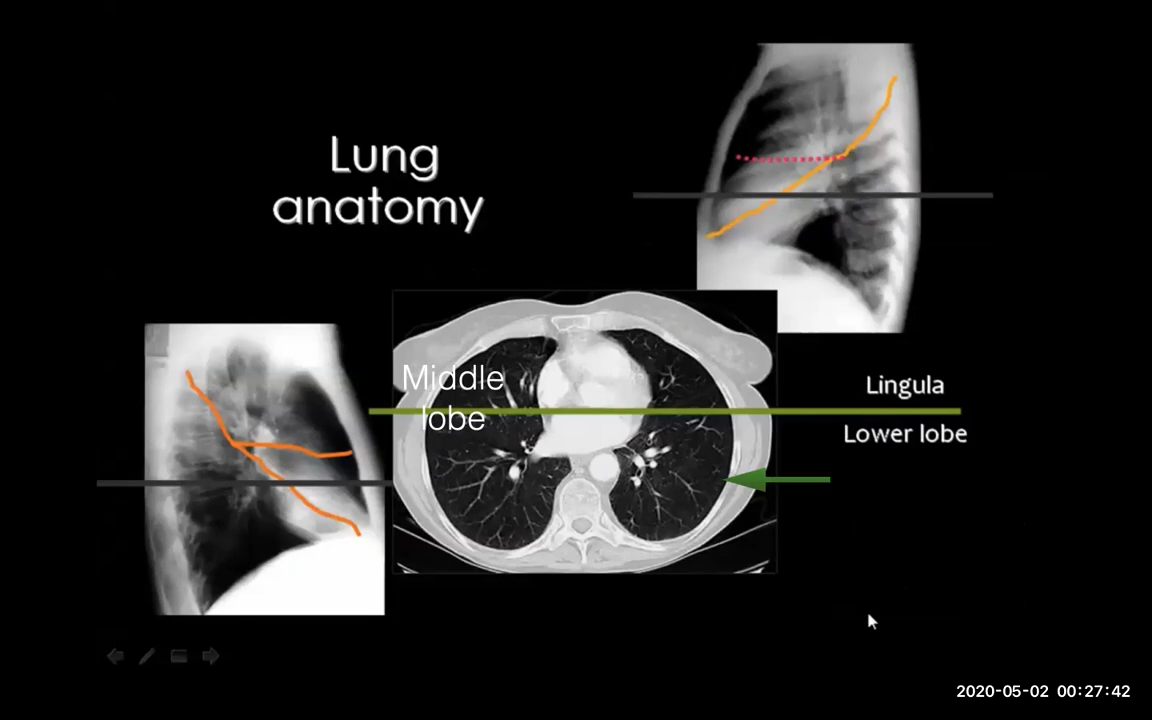 Lung
anatomy
Middle
lobe
Lingula
Lower lobe
2020-05-02 00:27:42